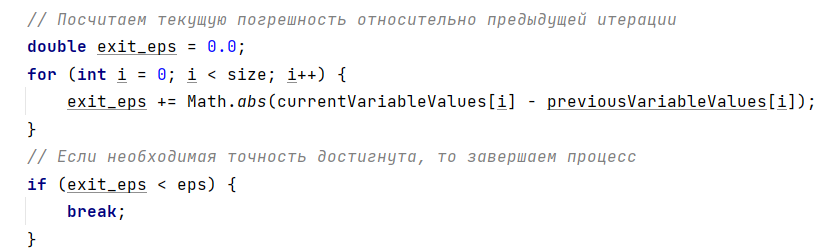 // Посчитаем текущую погрешность относительно предыдущей итерации
double exit_eps = 0.0;
for (int i = 0; i < size; i++) {
    exit_eps += Math.abs(currentVariableValues[i] - previousVariableValues[i]);
}
// Если необходимая точность достигнута, то завершаем процесс
if (exit_eps < eps) {
    break;
}